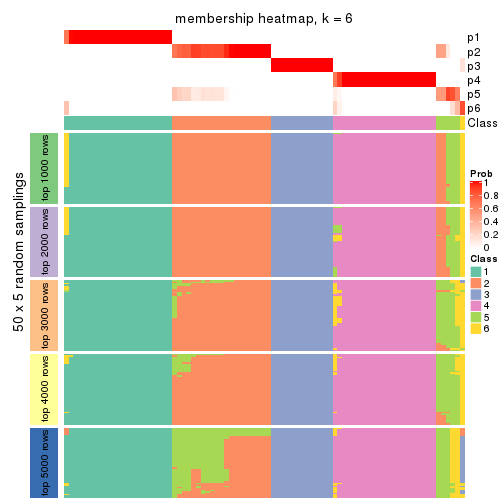 membership heatmap, k = 6
p1
p2
p3
p4
p5
p6
Class
50 x 5 random samplings
top 1000 rows
top 2000 rows
top 3000 rows
top 4000 rows
top 5000 rows
Prob
1
0.8
0.6
0.4
0.2
0
Class
1
2
3
4
5
6